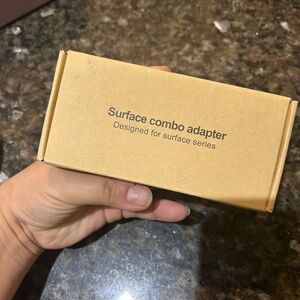 Surface combo adapter
Designed for surface series